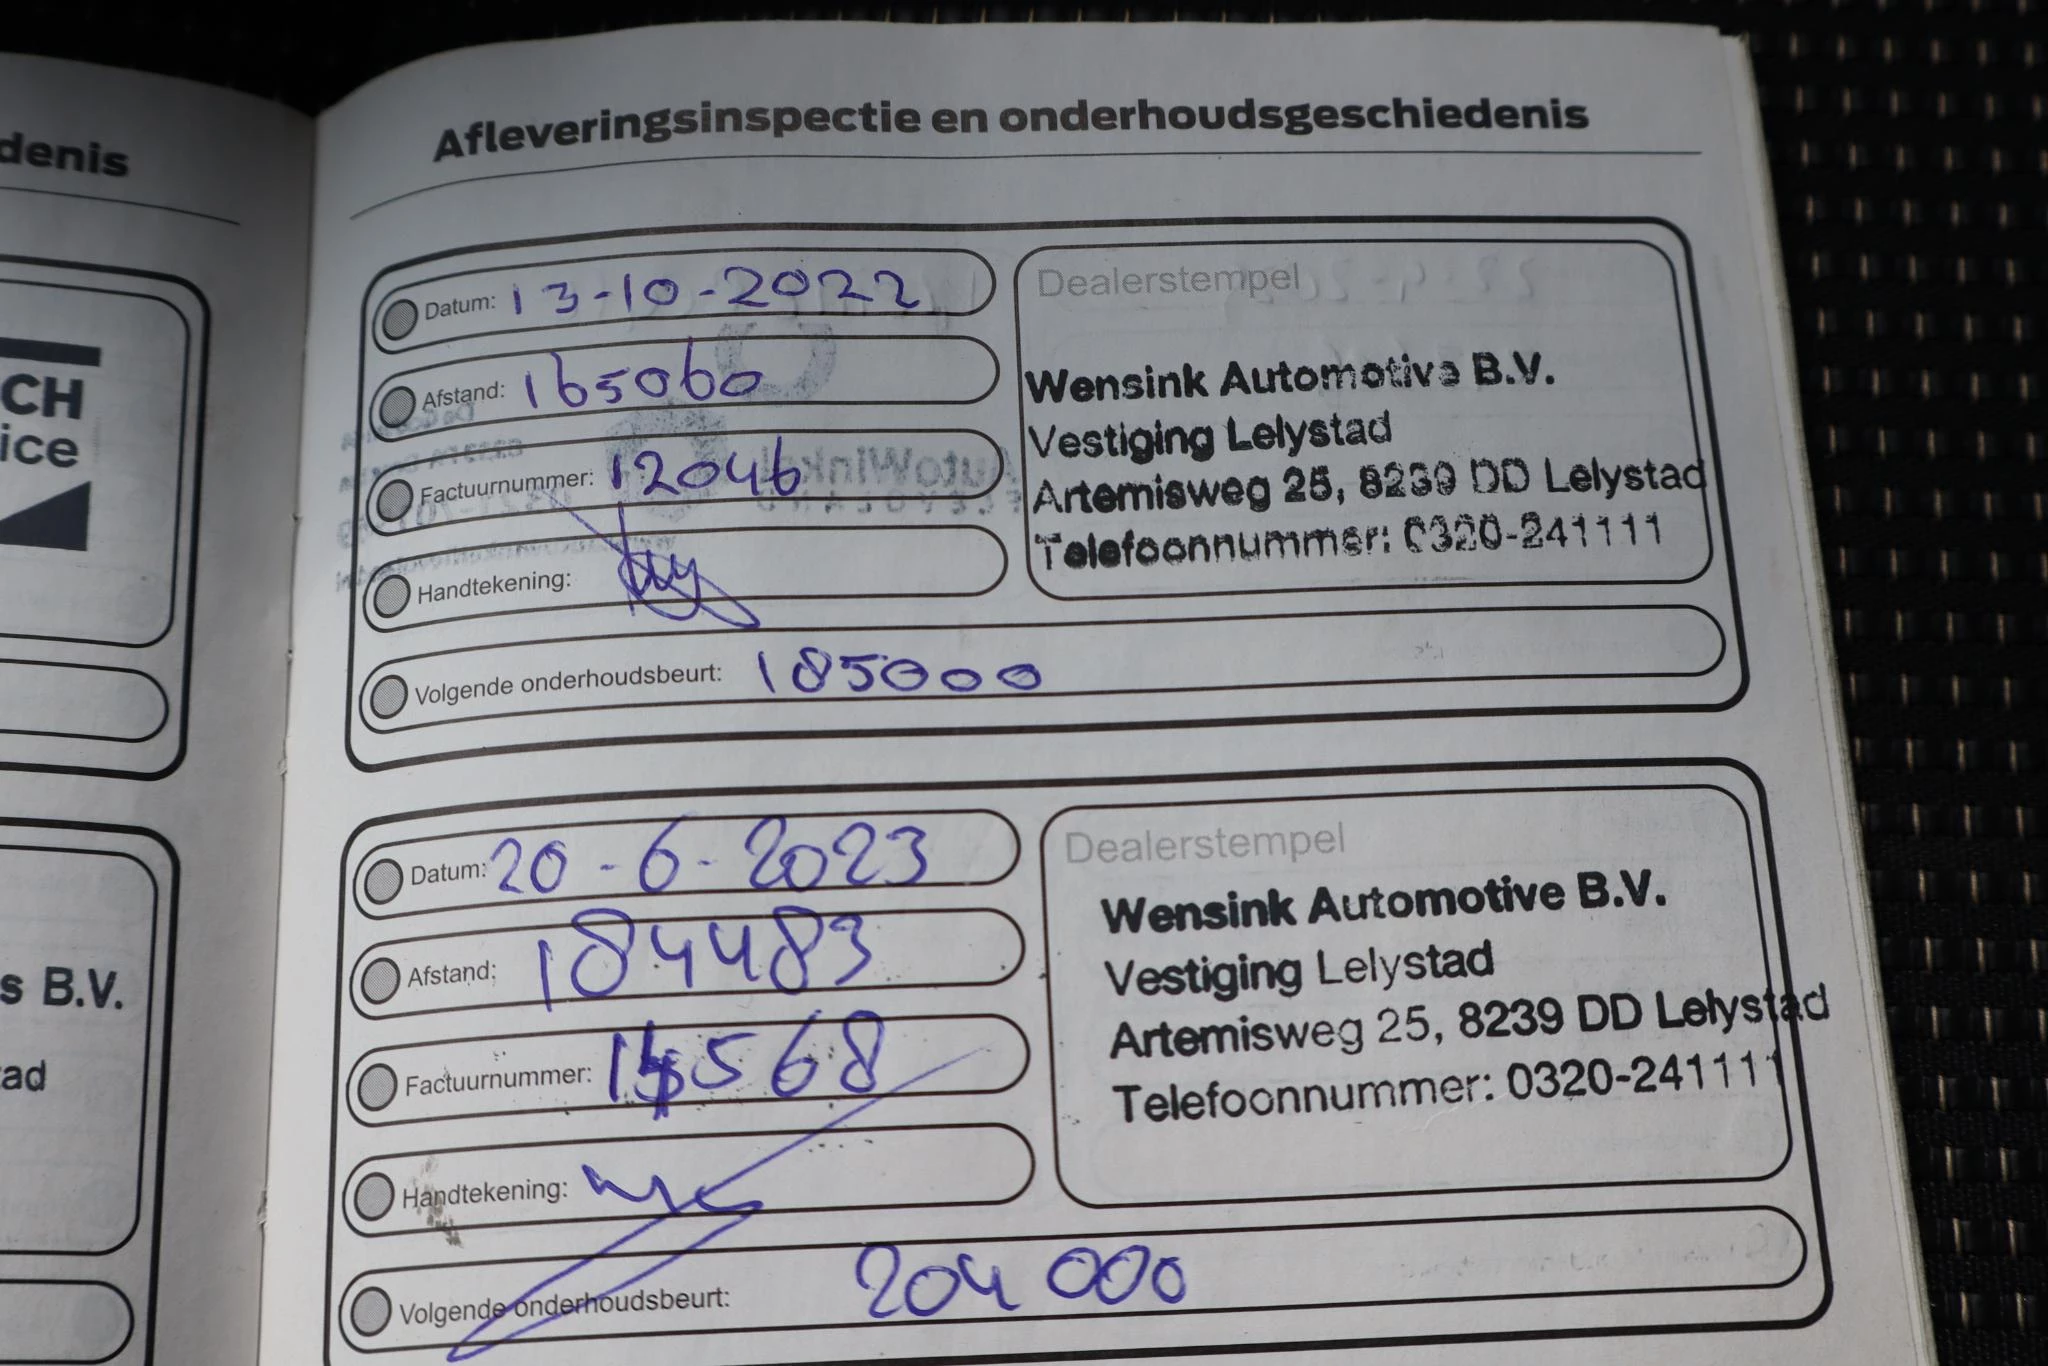 denis
CH
ice
s B.V.
ad
Afleveringsinspectie en onderhoudsgeschiedenis
Datum: 13-10-2022
Afstand: 165060
Factuurnummer: 12046
Handtekening:
Volgende onderhoudsbeurt: 185000
Dealerstempel
Wensink Automotive B.V.
Vestiging Lelystad
Artemisweg 25, 8239 DD Lelystad
Telefoonnummer: 0320-241111
Datum: 20-6-2023
Afstand: 184483
Factuurnummer:
Handtekening:
Volgende onderhoudsbeurt: 204000
Dealerstempel
Wensink Automotive B.V.
Vestiging Lelystad
Artemisweg 25, 8239 DD Lelystad
Telefoonnummer: 0320-241111